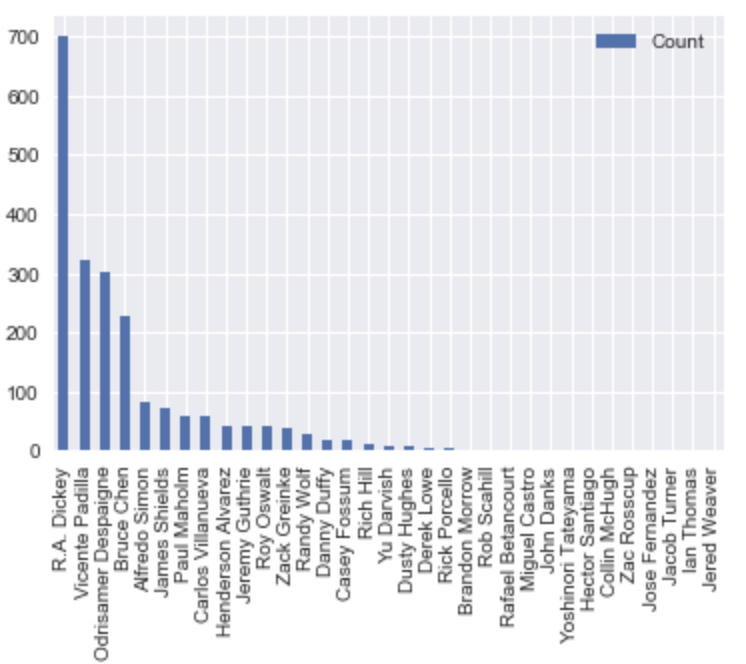 700
600
500
400
300
200
100
0
Count
R.A. Dickey
Vicente Padilla
Odrisamer Despaigne
Bruce Chen
Alfredo Simon
James Shields
Paul Maholm
Carlos Villanueva
Henderson Alvarez
Jeremy Guthrie
Roy Oswalt
Zack Greinke
Randy Wolf
Danny Duffy
Casey Fossum
Rich Hill
Yu Darvish
Dusty Hughes
Derek Lowe
Rick Porcello
Brandon Morrow
Rob Scahill
Rafael Betancourt
Miguel Castro
John Danks
Yoshinori Tateyama
Hector Santiago
Collin McHugh
Zac Rosscup
Jose Fernandez
Jacob Turner
Ian Thomas
Jered Weaver